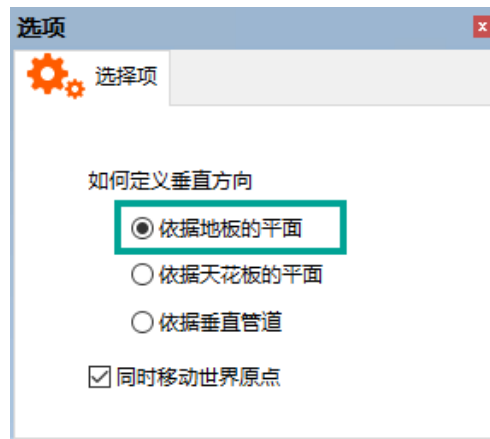 选项
选择项
如何定义垂直方向
依据地板的平面
依据天花板的平面
依据垂直管道
同时移动世界原点